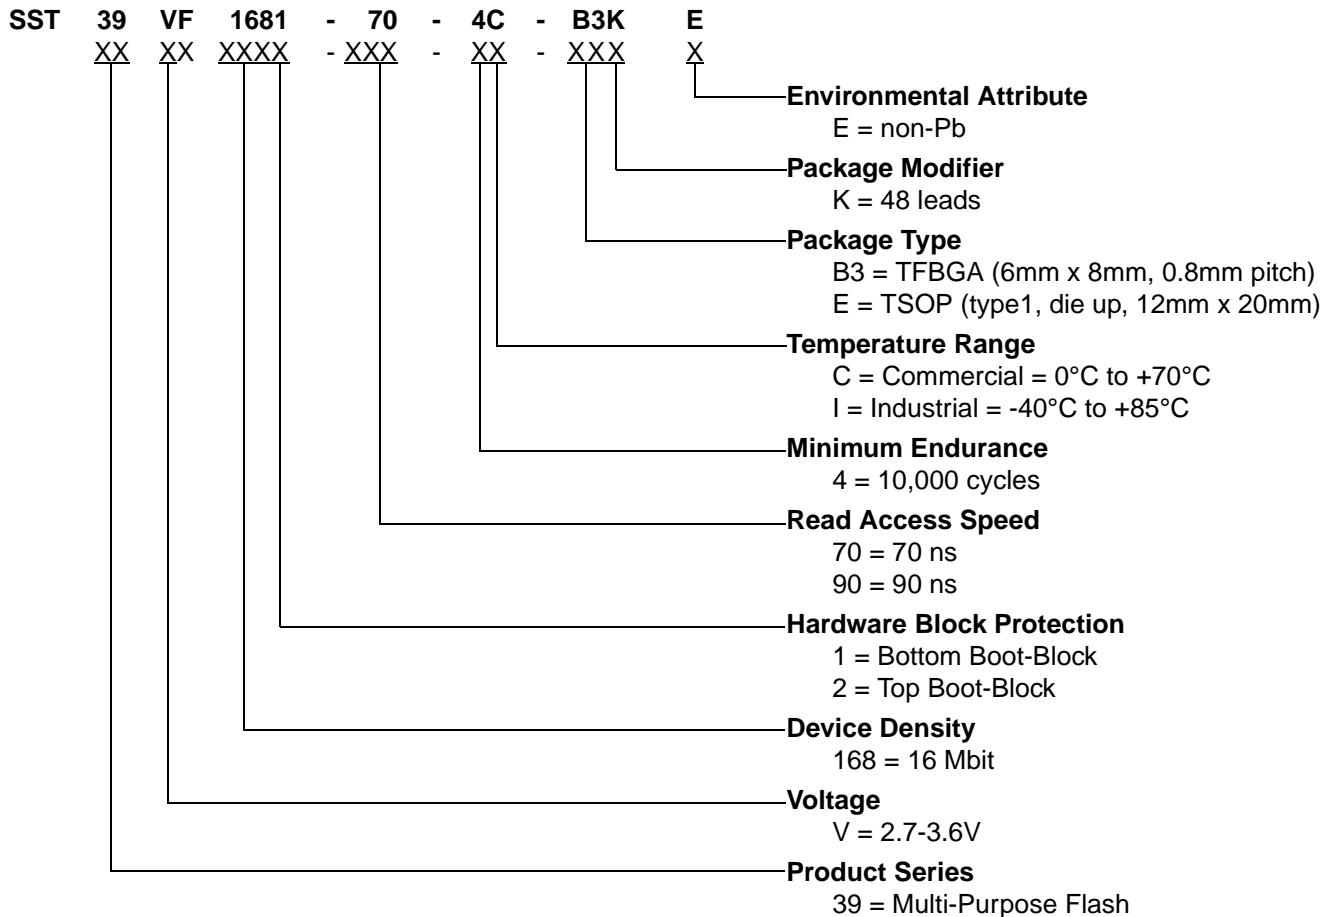 SST 39 VF 1681 - 70 - 4C - B3K E
XX XX XXXX - XXX - XX - XXX X
Environmental Attribute
E = non-Pb
Package Modifier
K = 48 leads
Package Type
B3 = TFBGA (6mm x 8mm, 0.8mm pitch)
E = TSOP (type1, die up, 12mm x 20mm)
Temperature Range
C = Commercial = 0°C to +70°C
I = Industrial = -40°C to +85°C
Minimum Endurance
4 = 10,000 cycles
Read Access Speed
70 = 70 ns
90 = 90 ns
Hardware Block Protection
1 = Bottom Boot-Block
2 = Top Boot-Block
Device Density
168 = 16 Mbit
Voltage
V = 2.7-3.6V
Product Series
39 = Multi-Purpose Flash